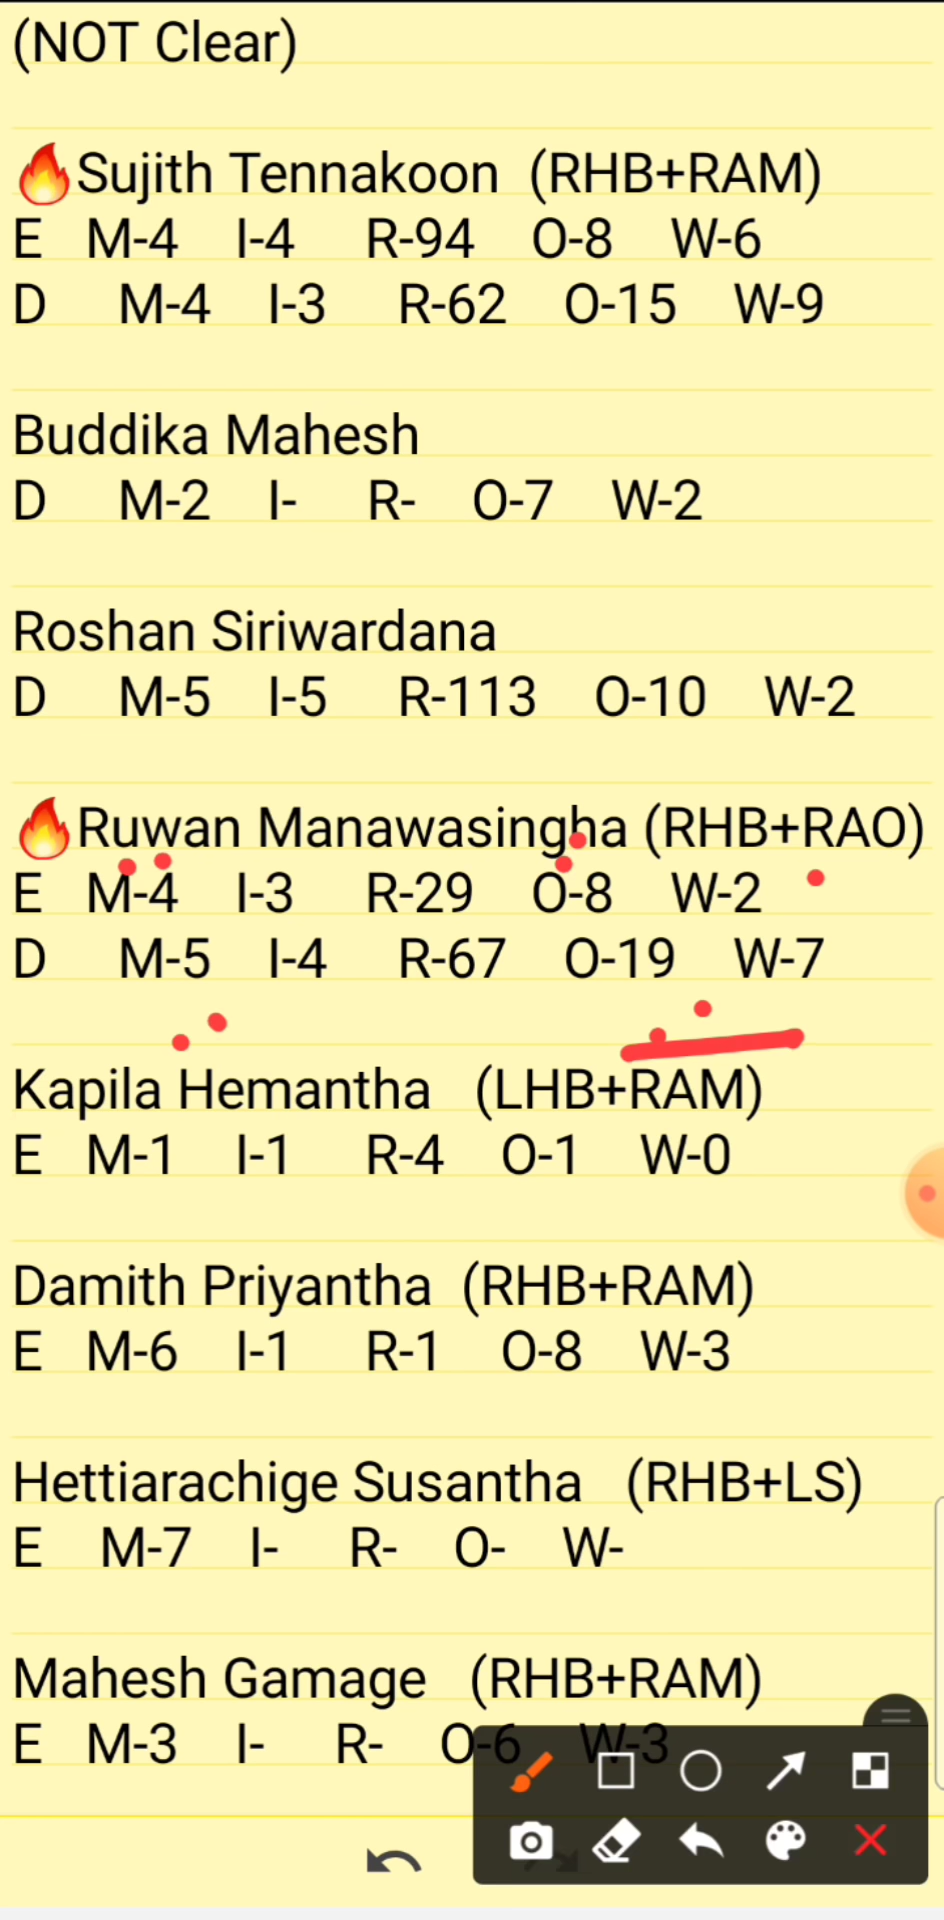 (NOT Clear)
🔥Sujith Tennakoon (RHB+RAM)
E M-4 I-4 R-94 O-8 W-6
D M-4 I-3 R-62 O-15 W-9
Buddika Mahesh
D M-2 I- R- O-7 W-2
Roshan Siriwardana
D M-5 I-5 R-113 O-10 W-2
🔥Ruwan Manawasingha (RHB+RAO)
E M-4 I-3 R-29 O-8 W-2
D M-5 I-4 R-67 O-19 W-7
Kapila Hemantha (LHB+RAM)
E M-1 I-1 R-4 O-1 W-0
Damith Priyantha (RHB+RAM)
E M-6 I-1 R-1 O-8 W-3
Hettiarachige Susantha (RHB+LS)
E M-7 I- R- O- W-
Mahesh Gamage (RHB+RAM)
E M-3 I- R- O-6 W-3